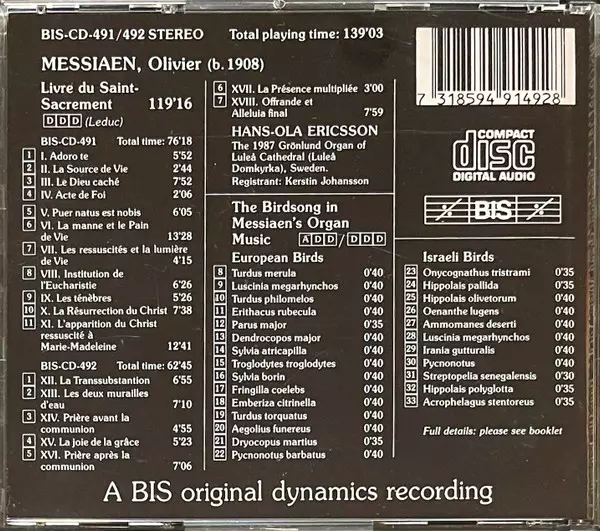 BIS-CD-491/492 STEREO Total playing time: 139'03
MESSIAEN, Olivier (b. 1908)
Livre du Saint-
Sacrement 119'16
DDD (Leduc)
BIS-CD-491 Total time: 76'18
1 I. Adoro te 5'52
2 II. La Source de Vie 2'44
3 III. Le Dieu caché 7'52
4 IV. Acte de Foi 2'06
5 V. Puer natus est nobis 6'05
6 VI. La manne et le Pain
de Vie 13'28
7 VII. Les ressuscités et la lumière
de Vie 4'15
8 VIII. Institution de
l'Eucharistie 6'26
9 IX. Les ténèbres 5'26
10 X. La Résurrection du Christ 7'38
11 XI. L'apparition du Christ
ressuscité à
Marie-Madeleine 12'41
BIS-CD-492 Total time: 62'45
1 XII. La Transsubstantion 6'55
2 XIII. Les deux murailles
d'eau 7'10
3 XIV. Prière avant la
communion 4'55
4 XV. La joie de la grâce 5'23
5 XVI. Prière après la
communion 7'06
6 XVII. La Présence multipliée 3'00
7 XVIII. Offrande et
Alleluia final 7'59
HANS-OLA ERICSSON
The 1987 Grönlund Organ of
Luleå Cathedral (Luleå
Domkyrka), Sweden.
Registrant: Kerstin Johansson
The Birdsong in
Messiaen's Organ
Music ADD/DDD
European Birds
8 Turdus merula 0'40
9 Luscinia megarhynchos 0'40
10 Turdus philomelos 0'40
11 Erithacus rubecula 0'40
12 Parus major 0'35
13 Dendrocopos major 0'40
14 Sylvia atricapilla 0'40
15 Troglodytes troglodytes 0'40
16 Sylvia borin 0'40
17 Fringilla coelebs 0'40
18 Emberiza citrinella 0'40
19 Turdus torquatus 0'40
20 Aegolius funereus 0'40
21 Dryocopus martius 0'35
22 Pycnonotus barbatus 0'40
7 318594 914928
COMPACT
disc
DIGITAL AUDIO
BIS
Israeli Birds
23 Onycognathus tristrami 0'35
24 Hippolais pallida 0'35
25 Hippolais olivetorum 0'40
26 Oenanthe lugens 0'40
27 Ammomanes deserti 0'40
28 Luscinia megarhynchos 0'40
29 Irania gutturalis 0'40
30 Pycnonotus 0'40
31 Streptopelia senegalensis 0'30
32 Hippolais polyglotta 0'40
33 Acrophelagus stentoreus 0'35
Full details: please see booklet
A BIS original dynamics recording